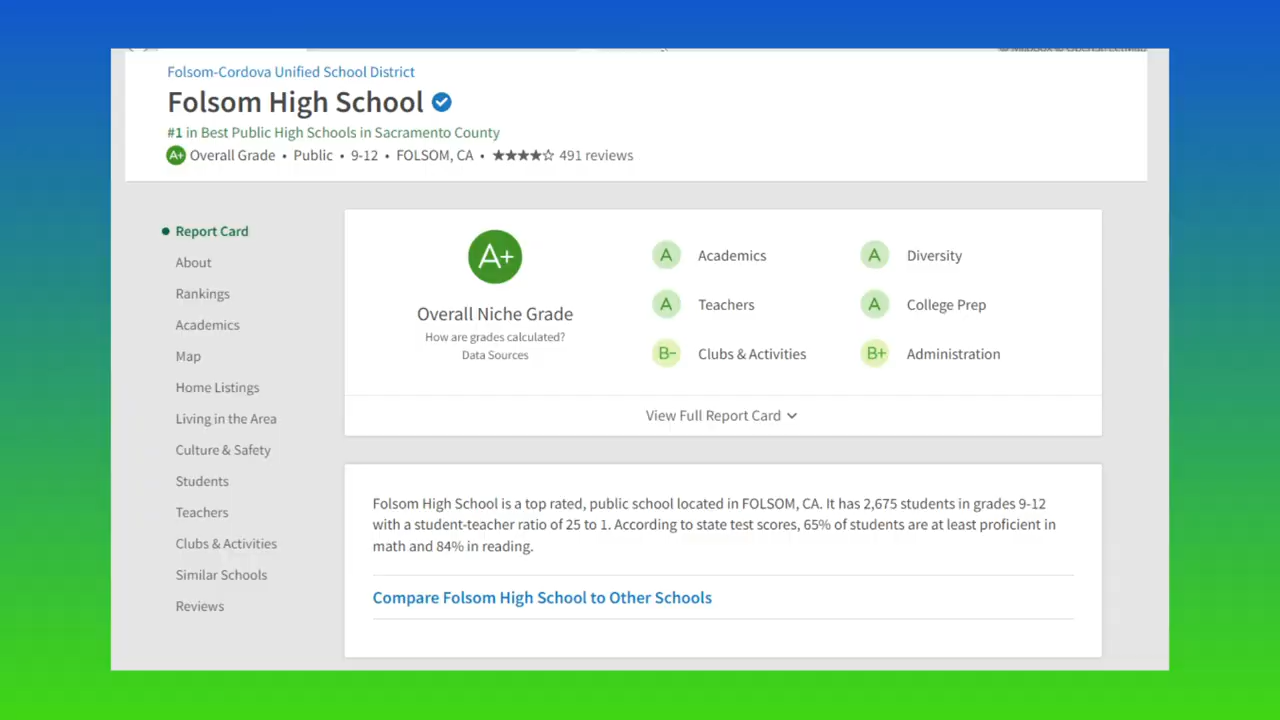 Folsom-Cordova Unified School District
Folsom High School
#1 in Best Public High Schools in Sacramento County
A+ Overall Grade • Public • 9-12 • FOLSOM, CA • ★★★★☆ 491 reviews
Report Card
About
Rankings
Academics
Map
Home Listings
Living in the Area
Culture & Safety
Students
Teachers
Clubs & Activities
Similar Schools
Reviews
A+
Overall Niche Grade
How are grades calculated?
Data Sources
A Academics
A Diversity
A Teachers
A College Prep
B- Clubs & Activities
B+ Administration
View Full Report Card
Folsom High School is a top rated, public school located in FOLSOM, CA. It has 2,675 students in grades 9-12
with a student-teacher ratio of 25 to 1. According to state test scores, 65% of students are at least proficient in
math and 84% in reading.
Compare Folsom High School to Other Schools